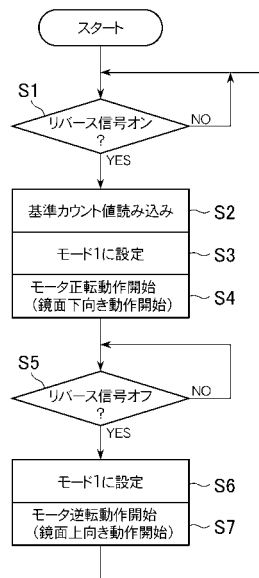 スタート
S1
リバース信号オン
?
NO
YES
基準カウント値読み込み
S2
モード1に設定
S3
モータ正転動作開始
(鏡面下向き動作開始)
S4
S5
リバース信号オフ
?
NO
YES
モード1に設定
S6
モータ逆転動作開始
(鏡面上向き動作開始)
S7